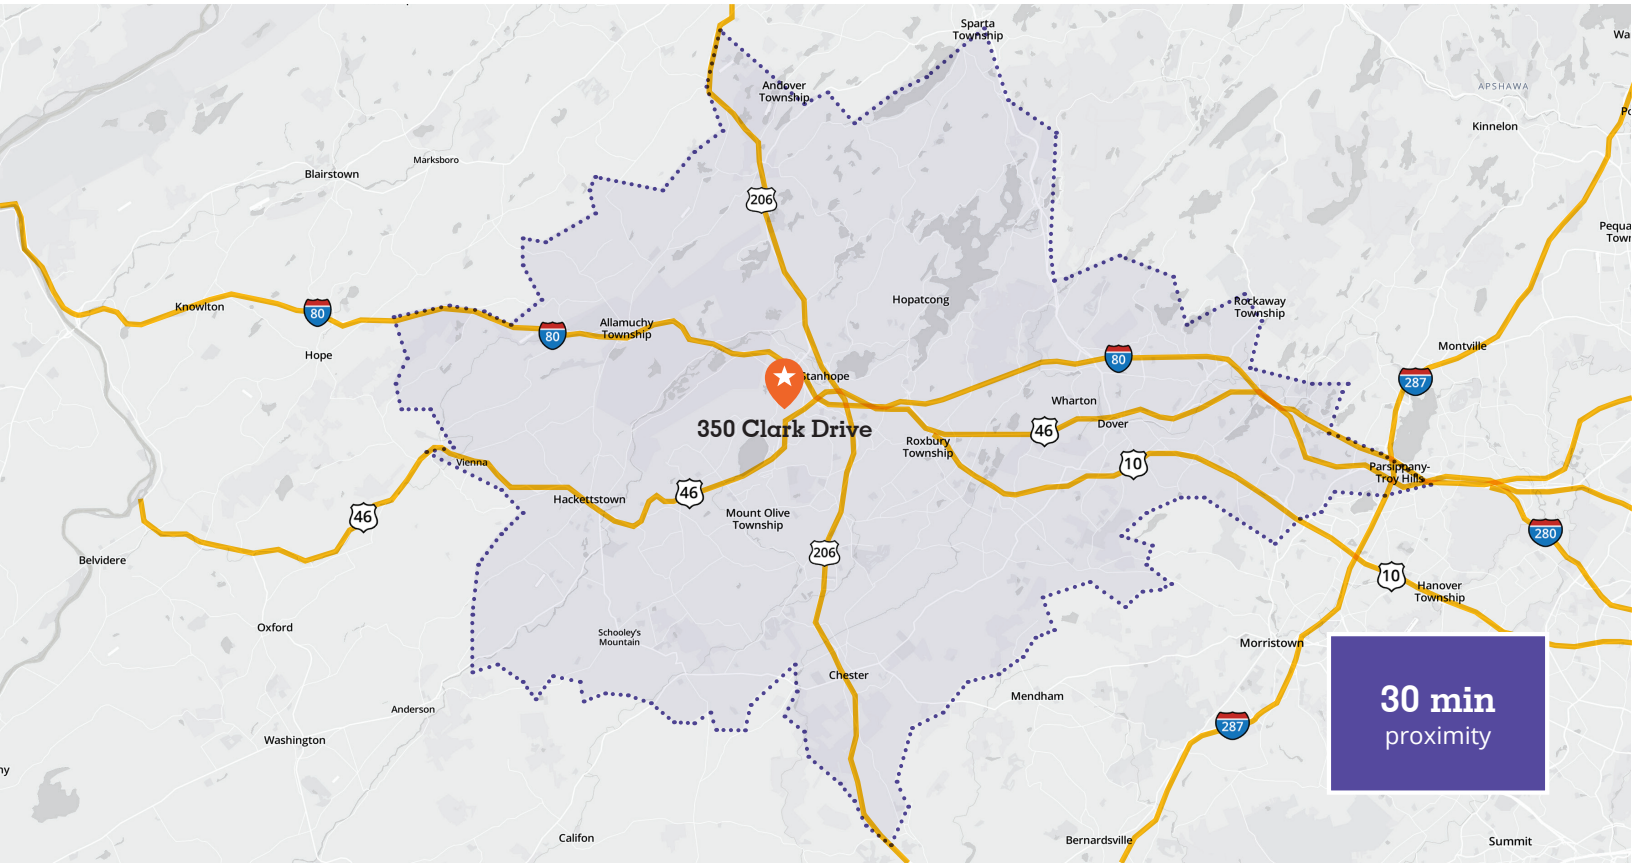 Sparta
Township
Wa
Andover
Township
APSHAWA
Po
Kinnelon
Marksboro
Blairstown
206
Pequa
Town
Hopatcong
Rockaway
Township
Knowlton
80
80
Allamuchy
Township
Hope
80
Montville
287
Stanhope
Wharton
350 Clark Drive
46
Dover
Roxbury
Township
10
Vienna
Parsippany-
Troy Hills
Hackettstown
46
46
Mount Olive
Township
280
206
Belvidere
10
Hanover
Township
Oxford
Schooley's
Mountain
Morristown
Chester
Mendham
30 min
proximity
Anderson
Washington
287
ny
Califon
Bernardsville
Summit